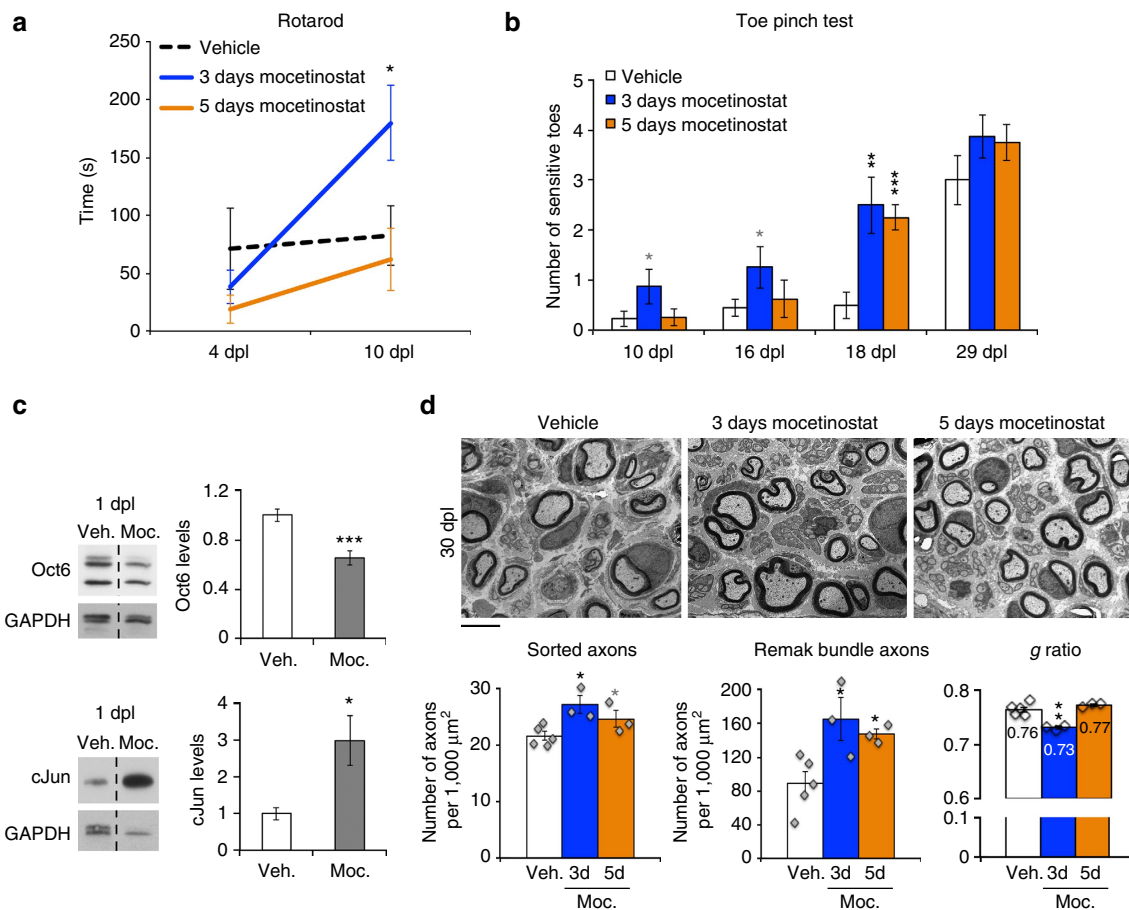 a
Rotarod
250
200
150
100
50
0
Time (s)
Vehicle
3 days mocetinostat
5 days mocetinostat
*
4 dpl
10 dpl
b
Toe pinch test
5
4
3
2
1
0
Number of sensitive toes
Vehicle
3 days mocetinostat
5 days mocetinostat
*
*
**
***
10 dpl
16 dpl
18 dpl
29 dpl
c
1 dpl
Veh. Moc.
Oct6
GAPDH
1.2
0.8
0.4
0
Oct6 levels
***
Veh.
Moc.
1 dpl
Veh. Moc.
cJun
GAPDH
4
3
2
1
0
cJun levels
*
Veh.
Moc.
d
Vehicle
3 days mocetinostat
5 days mocetinostat
30 dpl
Sorted axons
30
20
10
0
Number of axons
per 1,000 μm²
*
*
Veh. 3d 5d
Moc.
Remak bundle axons
200
160
120
80
40
0
Number of axons
per 1,000 μm²
*
*
Veh. 3d 5d
Moc.
g ratio
0.8
0.7
0.6
0.1
0
**
0.76
0.73
0.77
Veh. 3d 5d
Moc.